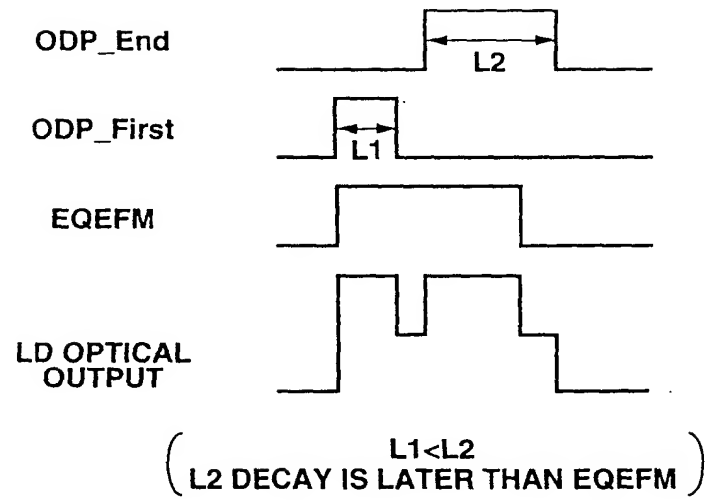 ODP_End
L2
ODP_First
L1
EQEFM
LD OPTICAL
OUTPUT
L1<L2
L2 DECAY IS LATER THAN EQEFM